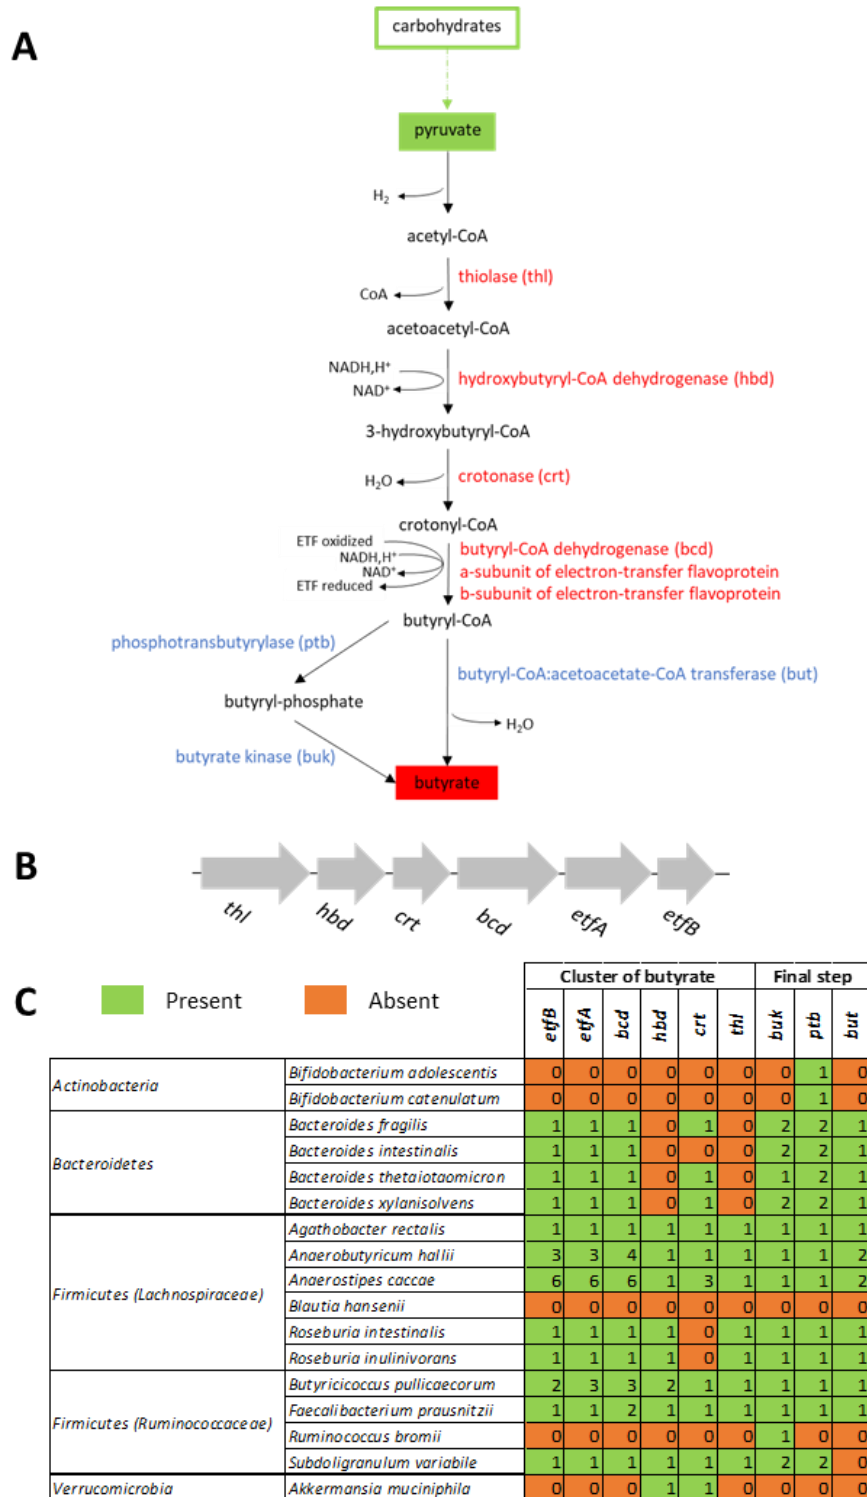 A
carbohydrates
pyruvate
H2
acetyl-CoA
thiolase (thl)
CoA
acetoacetyl-CoA
NADH,H+
NAD+
hydroxybutyryl-CoA dehydrogenase (hbd)
3-hydroxybutyryl-CoA
H2O
crotonase (crt)
crotonyl-CoA
ETF oxidized
NADH,H+
NAD+
ETF reduced
butyryl-CoA dehydrogenase (bcd)
a-subunit of electron-transfer flavoprotein
b-subunit of electron-transfer flavoprotein
butyryl-CoA
phosphotransbutyrylase (ptb)
butyryl-CoA:acetoacetate-CoA transferase (but)
butyryl-phosphate
H2O
butyrate kinase (buk)
butyrate
B
thl hbd crt bcd etfA etfB
C
Present Absent
Cluster of butyrate Final step
etfB etfA bcd hbd crt thl buk ptb but
Actinobacteria Bifidobacterium adolescentis 0 0 0 0 0 0 0 1 0
Bifidobacterium catenulatum 0 0 0 0 0 0 0 1 0
Bacteroidetes Bacteroides fragilis 1 1 1 0 1 0 2 2 1
Bacteroides intestinalis 1 1 1 0 0 0 2 2 1
Bacteroides thetaiotaomicron 1 1 1 0 1 0 1 2 1
Bacteroides xylanisolvens 1 1 1 0 1 0 2 2 1
Firmicutes (Lachnospiraceae) Agathobacter rectalis 1 1 1 1 1 1 1 1 1
Anaerobutyricum hallii 3 3 4 1 1 1 1 1 2
Anaerostipes caccae 6 6 6 1 3 1 1 1 2
Blautia hansenii 0 0 0 0 0 0 0 0 0
Roseburia intestinalis 1 1 1 1 0 1 1 1 1
Roseburia inulinivorans 1 1 1 1 0 1 1 1 1
Firmicutes (Ruminococcaceae) Butyricicoccus pullicaecorum 2 3 3 2 1 1 1 1 1
Faecalibacterium prausnitzii 1 1 2 1 1 1 1 1 1
Ruminococcus bromii 0 0 0 0 0 0 1 0 0
Subdoligranulum variabile 1 1 1 1 1 1 2 2 0
Verrucomicrobia Akkermansia muciniphila 0 0 0 1 1 0 0 0 0